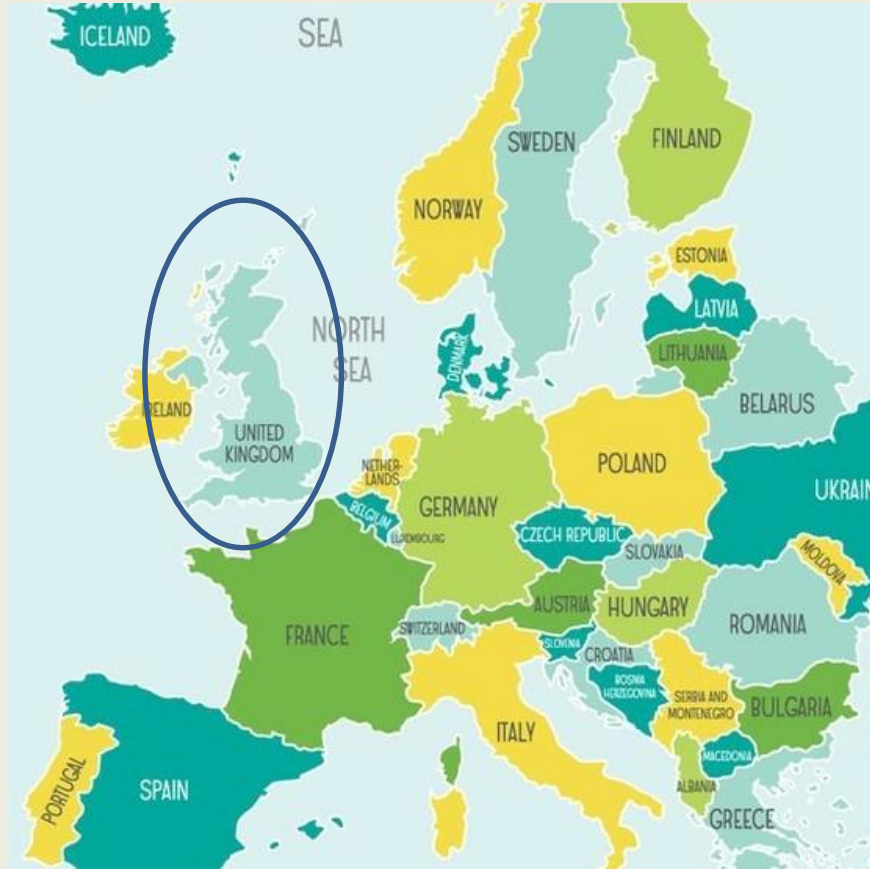 ICELAND
SEA
SWEDEN
FINLAND
NORWAY
ESTONIA
LATVIA
NORTH
SEA
DENMARK
LITHUANIA
BELARUS
IRELAND
UNITED
KINGDOM
NETHER-
LANDS
POLAND
GERMANY
BELGIUM
UKRAIN
LUXEMBOURG
CZECH REPUBLIC
SLOVAKIA
MOLDOVA
AUSTRIA
HUNGARY
FRANCE
SWITZERLAND
ROMANIA
SLOVENIA
CROATIA
BOSNIA
HERZEGOVINA
SERBIA AND
MONTENEGRO
BULGARIA
ITALY
MACEDONIA
PORTUGAL
SPAIN
ALBANIA
GREECE